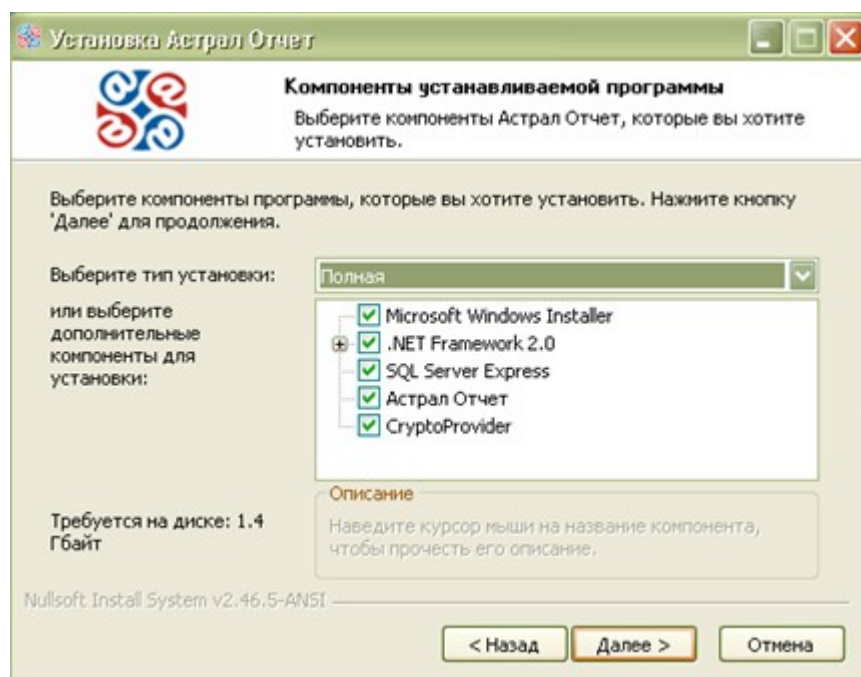 Установка Астрал Отчет
Компоненты устанавливаемой программы
Выберите компоненты Астрал Отчет, которые вы хотите
установить.
Выберите компоненты программы, которые вы хотите установить. Нажмите кнопку
'Далее' для продолжения.
Выберите тип установки:
Полная
или выберите
дополнительные
компоненты для
установки:
Microsoft Windows Installer
.NET Framework 2.0
SQL Server Express
Астрал Отчет
CryptoProvider
Требуется на диске: 1.4
Гбайт
Описание
Наведите курсор мыши на название компонента,
чтобы прочесть его описание.
Nullsoft Install System v2.46.5-ANSI
< Назад
Далее >
Отмена